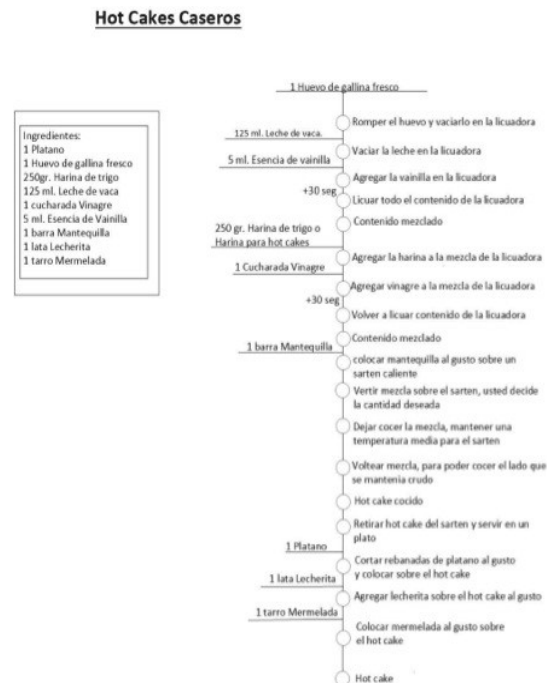 Hot Cakes Caseros
Ingredientes:
1 Platano
1 Huevo de gallina fresco
250gr. Harina de trigo
125 ml. Leche de vaca
1 cucharada Vinagre
5 ml. Esencia de Vainilla
1 barra Mantequilla
1 lata Lecherita
1 tarro Mermelada
1 Huevo de gallina fresco
Romper el huevo y vaciarlo en la licuadora
125 ml. Leche de vaca.
Vaciar la leche en la licuadora
5 ml. Esencia de vainilla
Agregar la vainilla en la licuadora
+30 seg
Licuar todo el contenido de la licuadora
Contenido mezclado
250 gr. Harina de trigo o
Harina para hot cakes
Agregar la harina a la mezcla de la licuadora
1 Cucharada Vinagre
Agregar vinagre a la mezcla de la licuadora
+30 seg
Volver a licuar contenido de la licuadora
Contenido mezclado
1 barra Mantequilla
colocar mantequilla al gusto sobre un
sarten caliente
Vertir mezcla sobre el sarten, usted decide
la cantidad deseada
Dejar cocer la mezcla, mantener una
temperatura media para el sarten
Voltear mezcla, para poder cocer el lado que
se mantenia crudo
Hot cake cocido
Retirar hot cake del sarten y servir en un
plato
1 Platano
Cortar rebanadas de platano al gusto
y colocar sobre el hot cake
1 lata Lecherita
Agregar lecherita sobre el hot cake al gusto
1 tarro Mermelada
Colocar mermelada al gusto sobre
el hot cake
Hot cake